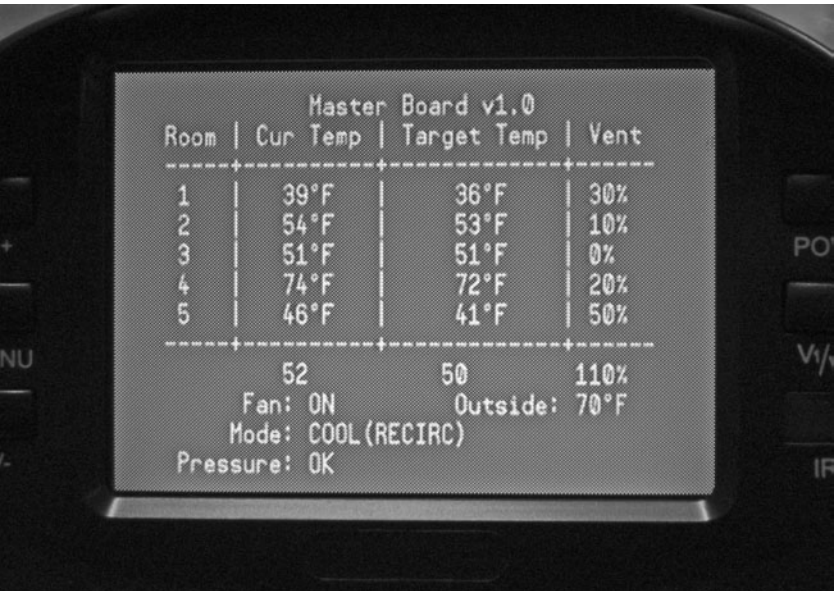 Master Board v1.0
Room | Cur Temp | Target Temp | Vent
-----+----------+-------------+------
1 | 39°F | 36°F | 30%
2 | 54°F | 53°F | 10%
3 | 51°F | 51°F | 0%
4 | 74°F | 72°F | 20%
5 | 46°F | 41°F | 50%
-----+----------+-------------+------
52 50 110%
Fan: ON Outside: 70°F
Mode: COOL(RECIRC)
Pressure: OK
+
NU
/-
POW
V1/
IR